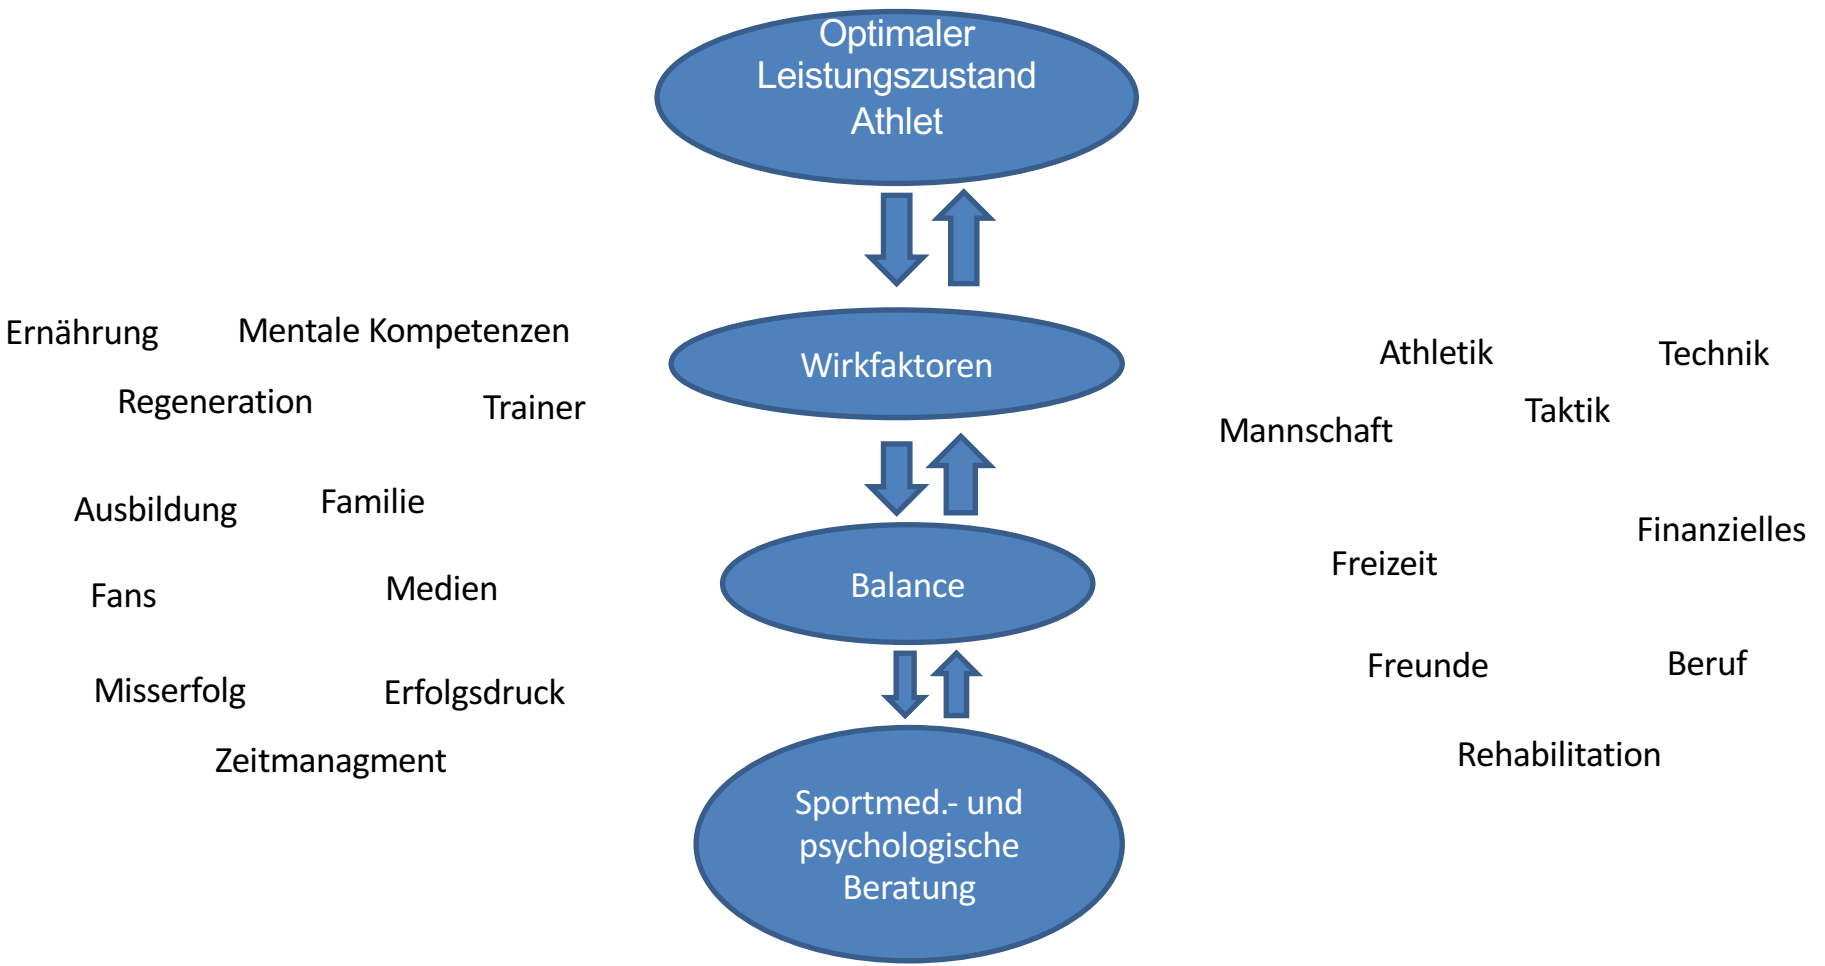 Optimaler
Leistungszustand
Athlet
Ernährung
Mentale Kompetenzen
Regeneration
Trainer
Wirkfaktoren
Athletik
Technik
Taktik
Mannschaft
Ausbildung
Familie
Fans
Medien
Balance
Finanzielles
Freizeit
Misserfolg
Erfolgsdruck
Zeitmanagment
Freunde
Beruf
Rehabilitation
Sportmed.- und
psychologische
Beratung